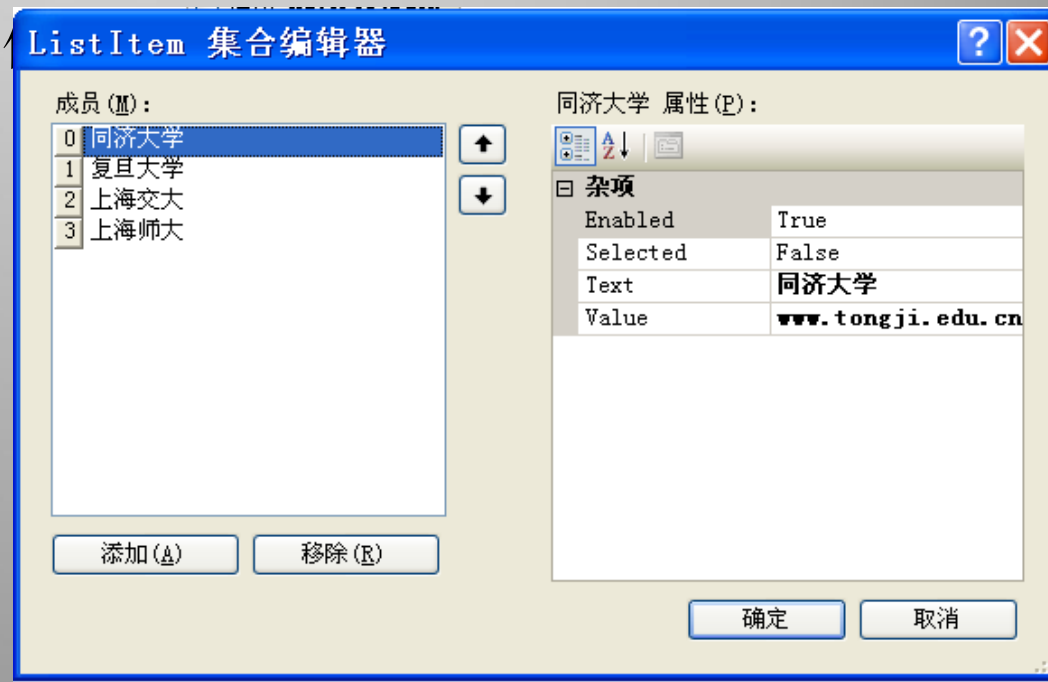 ListItem 集合编辑器
成员(M):
0 同济大学
1 复旦大学
2 上海交大
3 上海师大
添加(A)
移除(R)
同济大学 属性(P):
杂项
Enabled True
Selected False
Text 同济大学
Value www.tongji.edu.cn
确定
取消